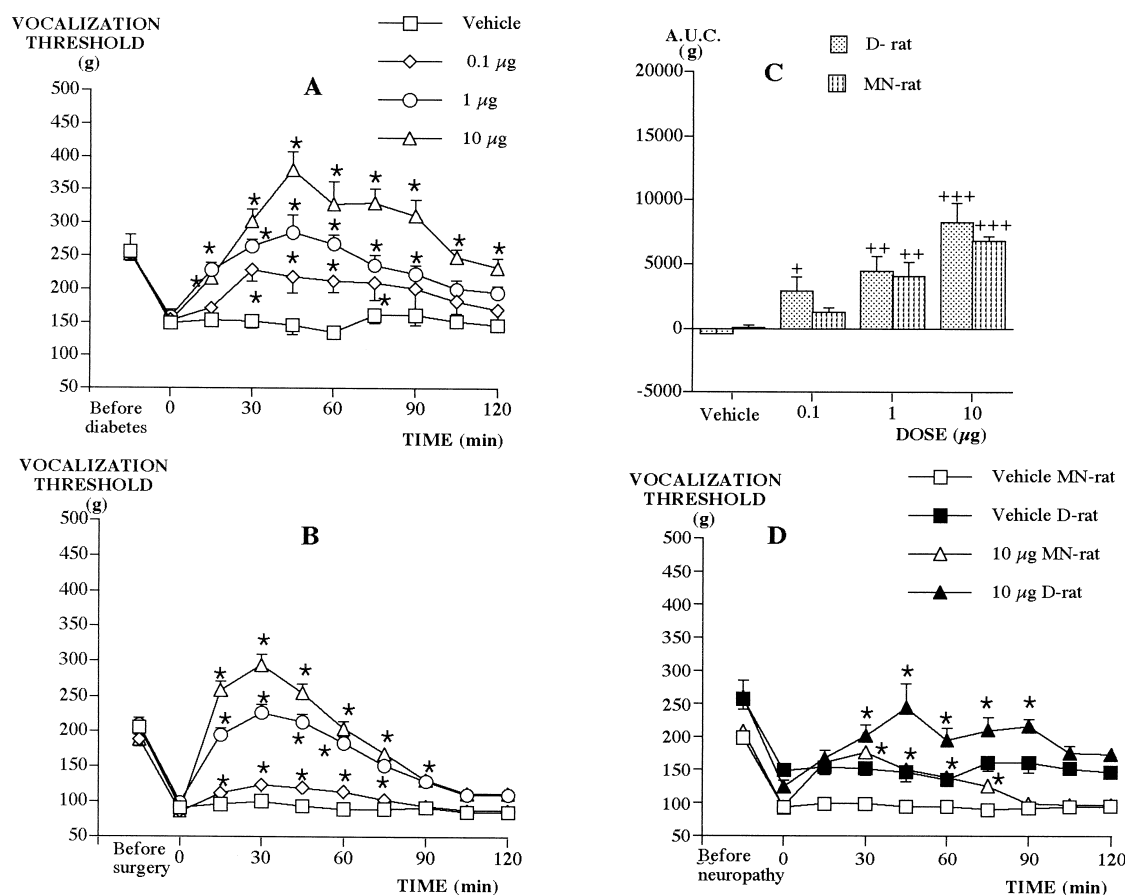 VOCALIZATION
THRESHOLD
(g)
A
Vehicle
0.1 µg
1 µg
10 µg
500
450
400
350
300
250
200
150
100
50
* * * * * * * *
* * * * * *
* * * * *
Before
diabetes
0
30
60
90
120
TIME (min)
A.U.C.
(g)
C
D- rat
MN-rat
20000
15000
10000
5000
0
-5000
+
++
++
+++
+++
Vehicle
0.1
1
10
DOSE (µg)
VOCALIZATION
THRESHOLD
(g)
B
500
450
400
350
300
250
200
150
100
50
* * * *
* * * * * *
* * * * *
Before
surgery
0
30
60
90
120
TIME (min)
VOCALIZATION
THRESHOLD
(g)
D
Vehicle MN-rat
Vehicle D-rat
10 µg MN-rat
10 µg D-rat
500
450
400
350
300
250
200
150
100
50
* * * * *
* * * *
Before
neuropathy
0
30
60
90
120
TIME (min)